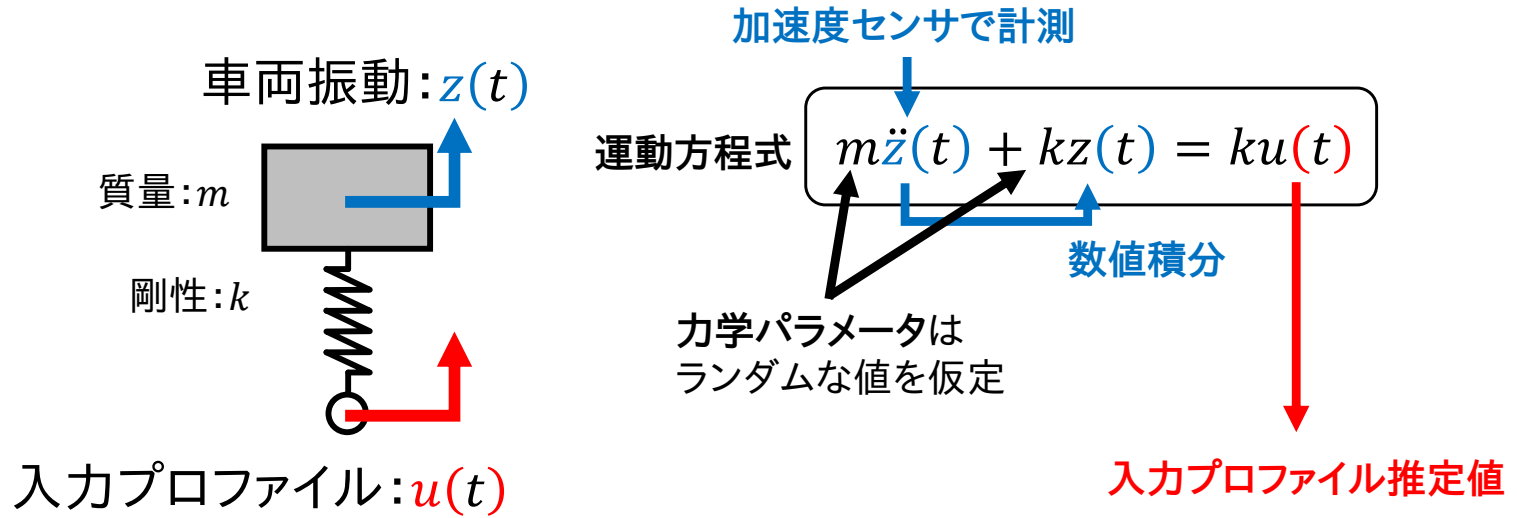 車両振動：z(t)
質量：m
剛性：k
入力プロファイル：u(t)
加速度センサで計測
運動方程式
mz̈(t) + kz(t) = ku(t)
数値積分
力学パラメータは
ランダムな値を仮定
入力プロファイル推定値